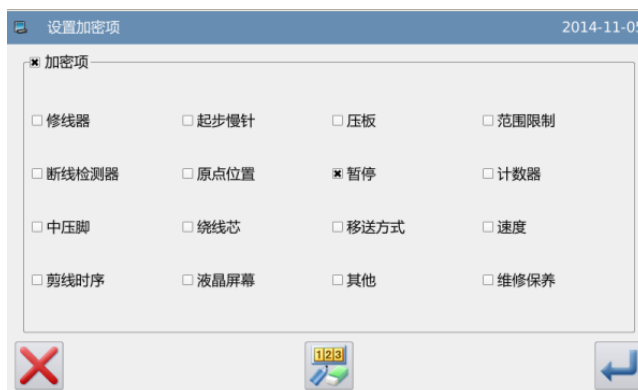 设置加密项 2014-11-05
加密项
修线器 起步慢针 压板 范围限制
断线检测器 原点位置 暂停 计数器
中压脚 绕线芯 移送方式 速度
剪线时序 液晶屏幕 其他 维修保养
123